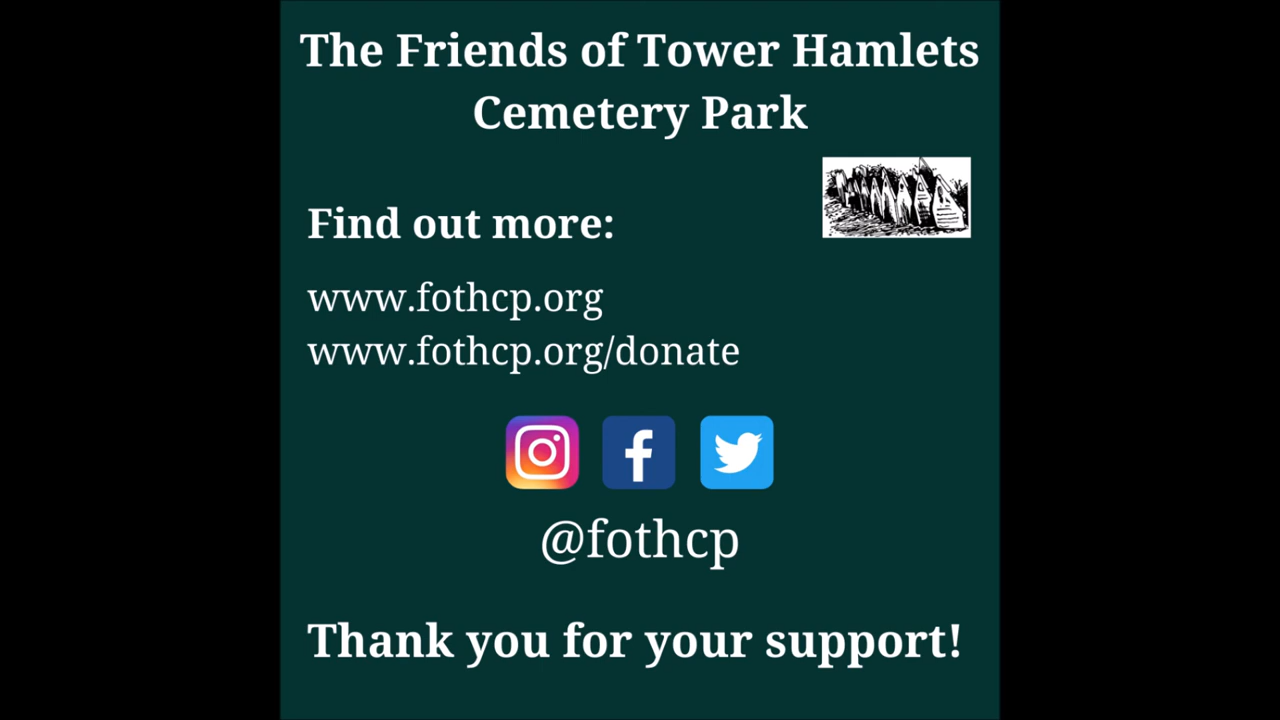 The Friends of Tower Hamlets
Cemetery Park
Find out more:
www.fothcp.org
www.fothcp.org/donate
@fothcp
Thank you for your support!